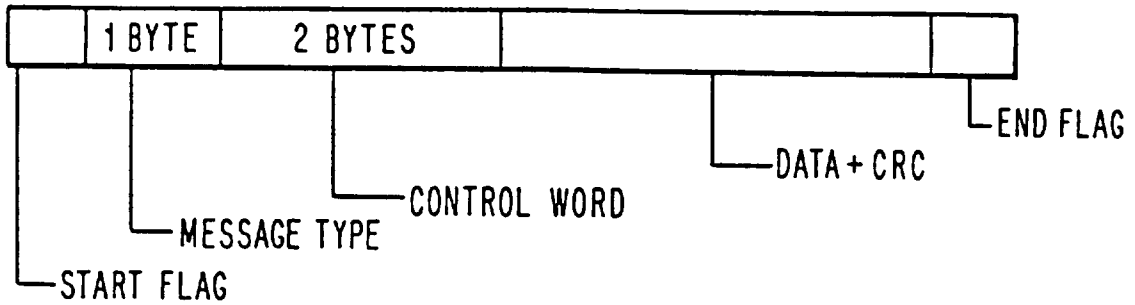 1 BYTE
2 BYTES
END FLAG
DATA + CRC
CONTROL WORD
MESSAGE TYPE
START FLAG